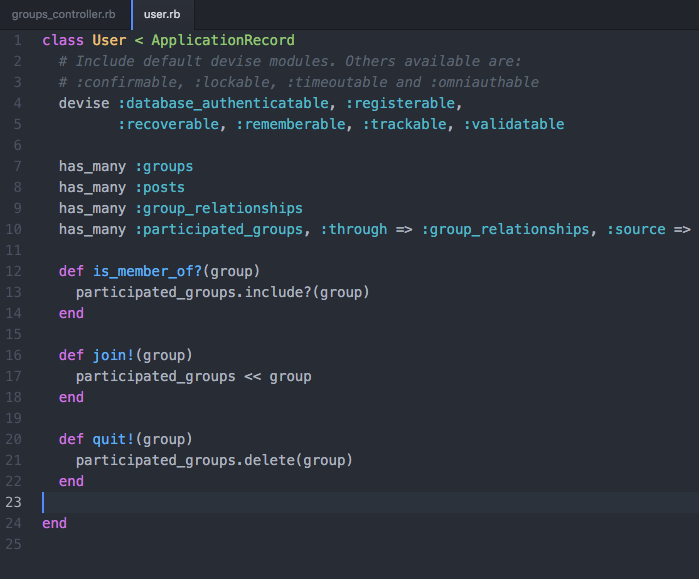 groups_controller.rb user.rb
1 class User < ApplicationRecord
2 # Include default devise modules. Others available are:
3 # :confirmable, :lockable, :timeoutable and :omniauthable
4 devise :database_authenticatable, :registerable,
5 :recoverable, :rememberable, :trackable, :validatable
6
7 has_many :groups
8 has_many :posts
9 has_many :group_relationships
10 has_many :participated_groups, :through => :group_relationships, :source =>
11
12 def is_member_of?(group)
13 participated_groups.include?(group)
14 end
15
16 def join!(group)
17 participated_groups << group
18 end
19
20 def quit!(group)
21 participated_groups.delete(group)
22 end
23
24 end
25